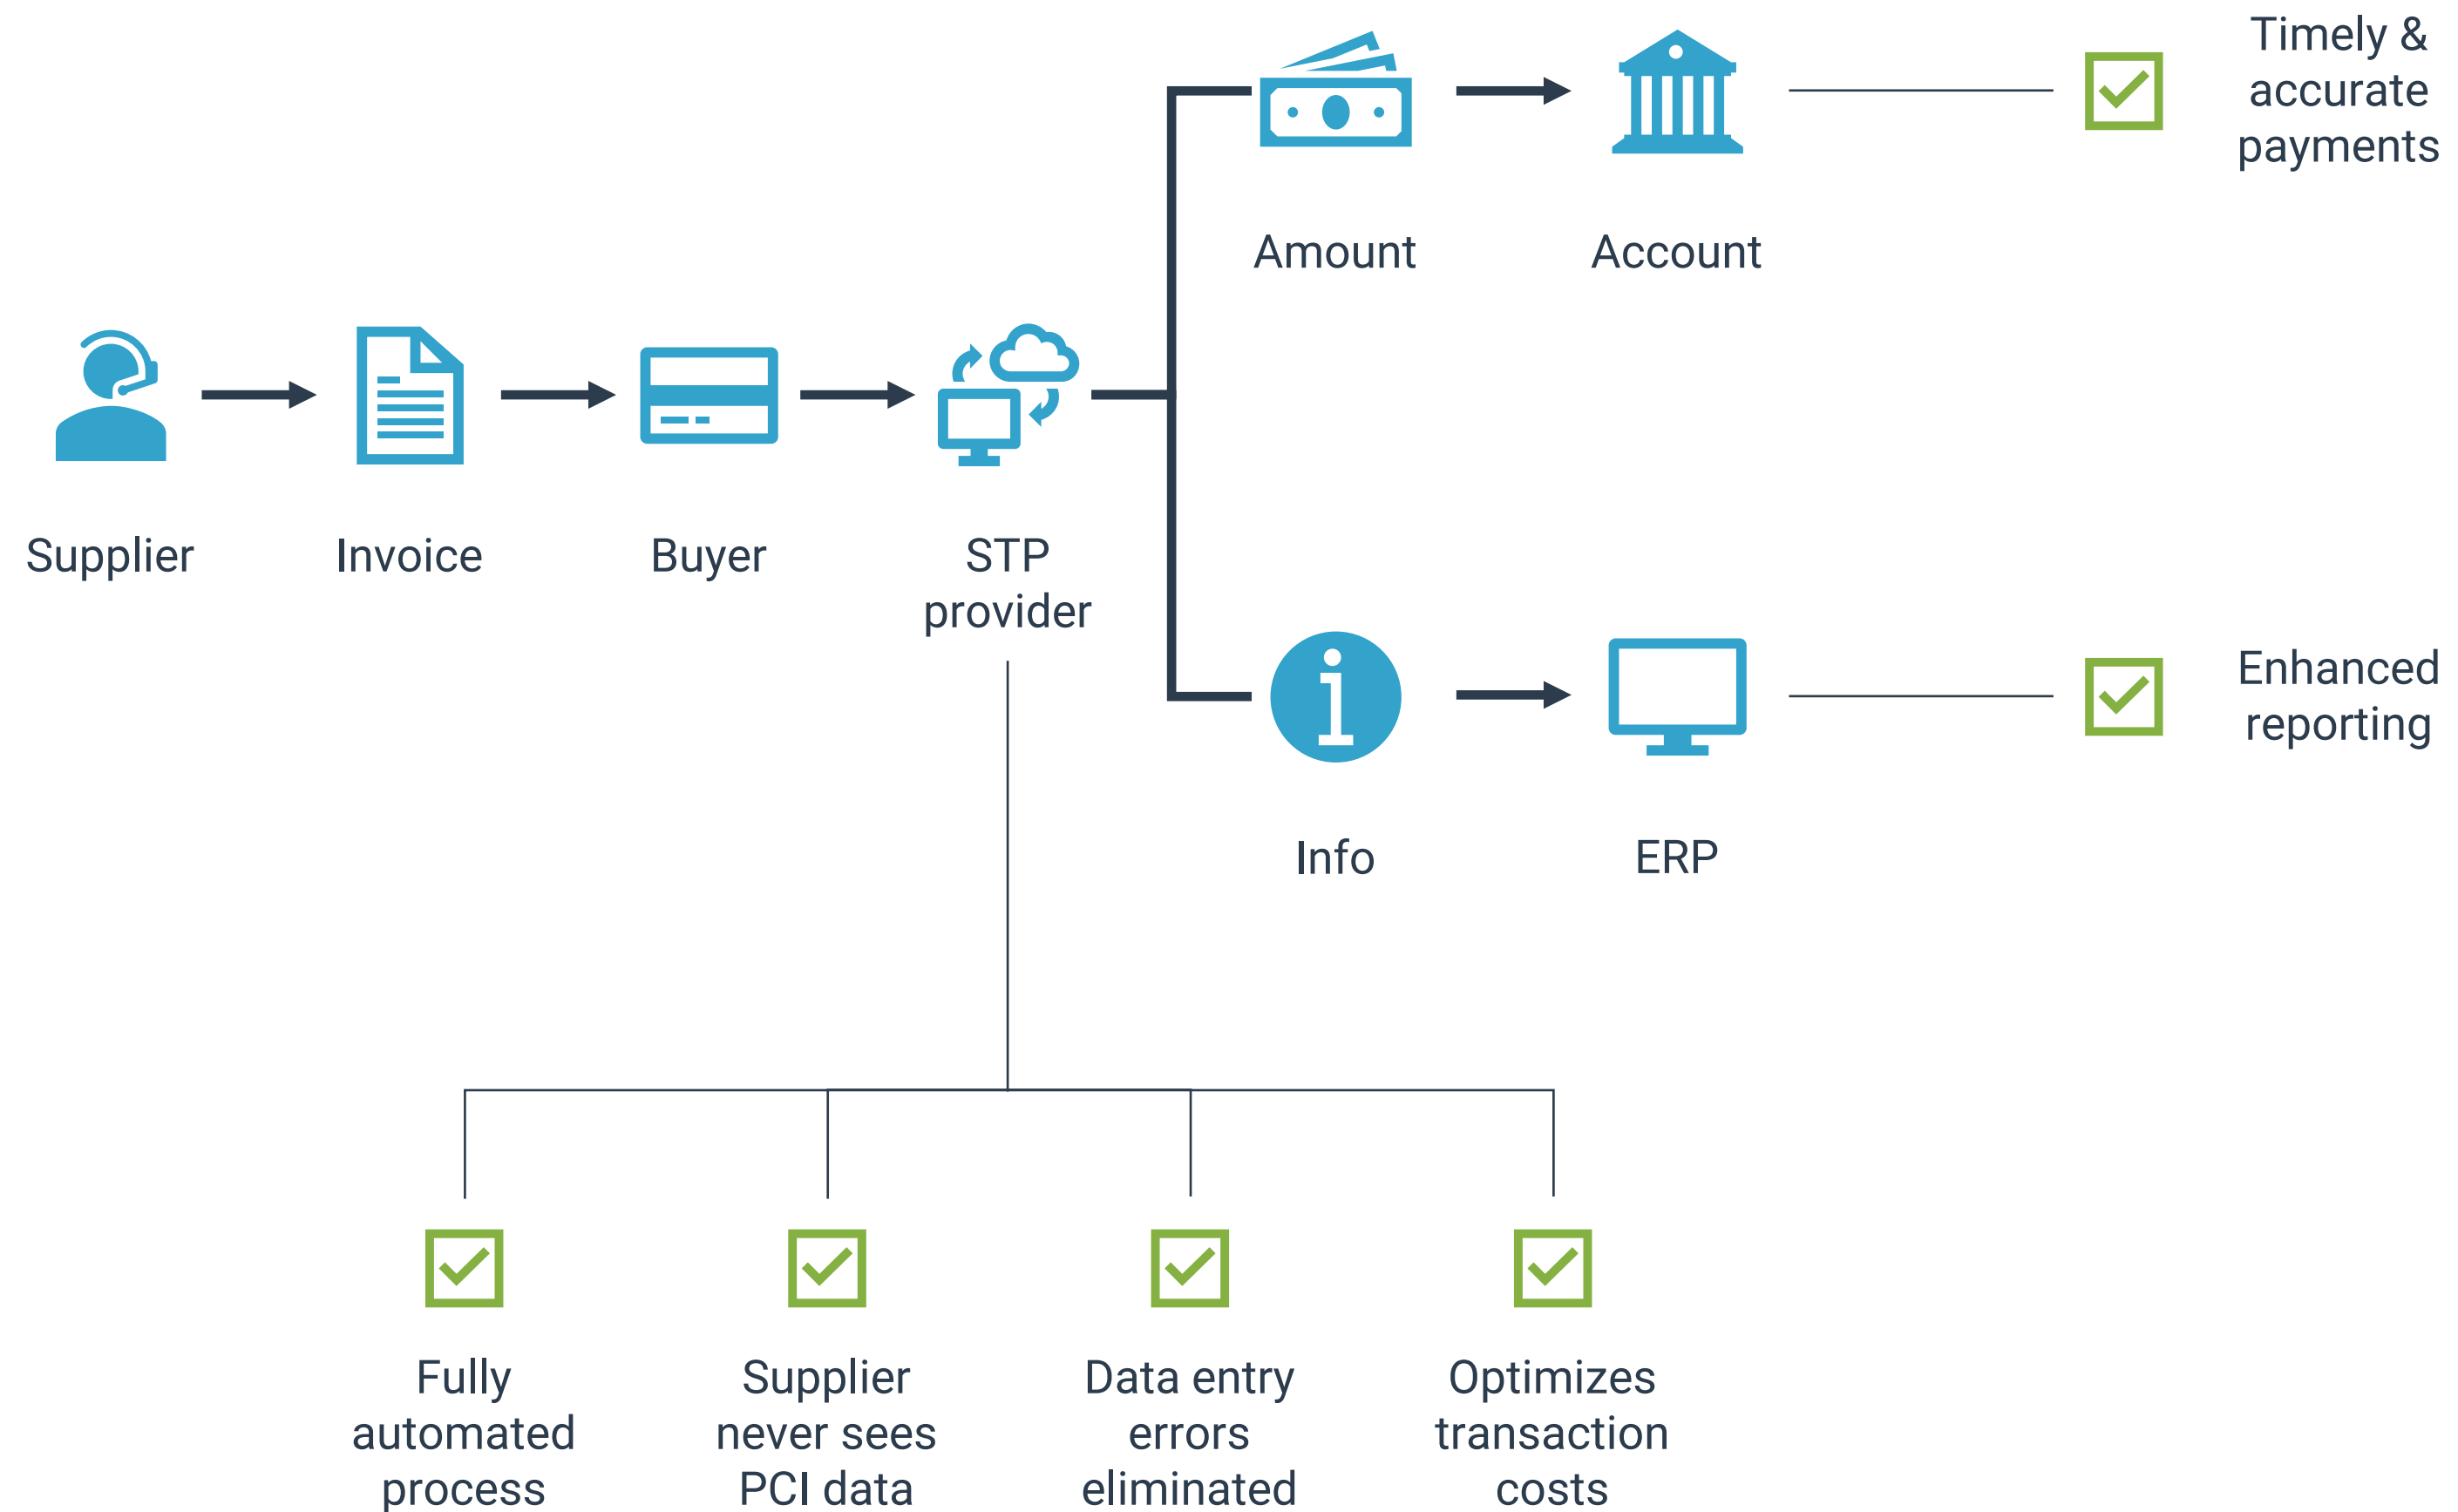 Timely &
accurate
payments
Amount
Account
Supplier
Invoice
Buyer
STP
provider
Enhanced
reporting
Info
ERP
Fully
automated
process
Supplier
never sees
PCI data
Data entry
errors
eliminated
Optimizes
transaction
costs